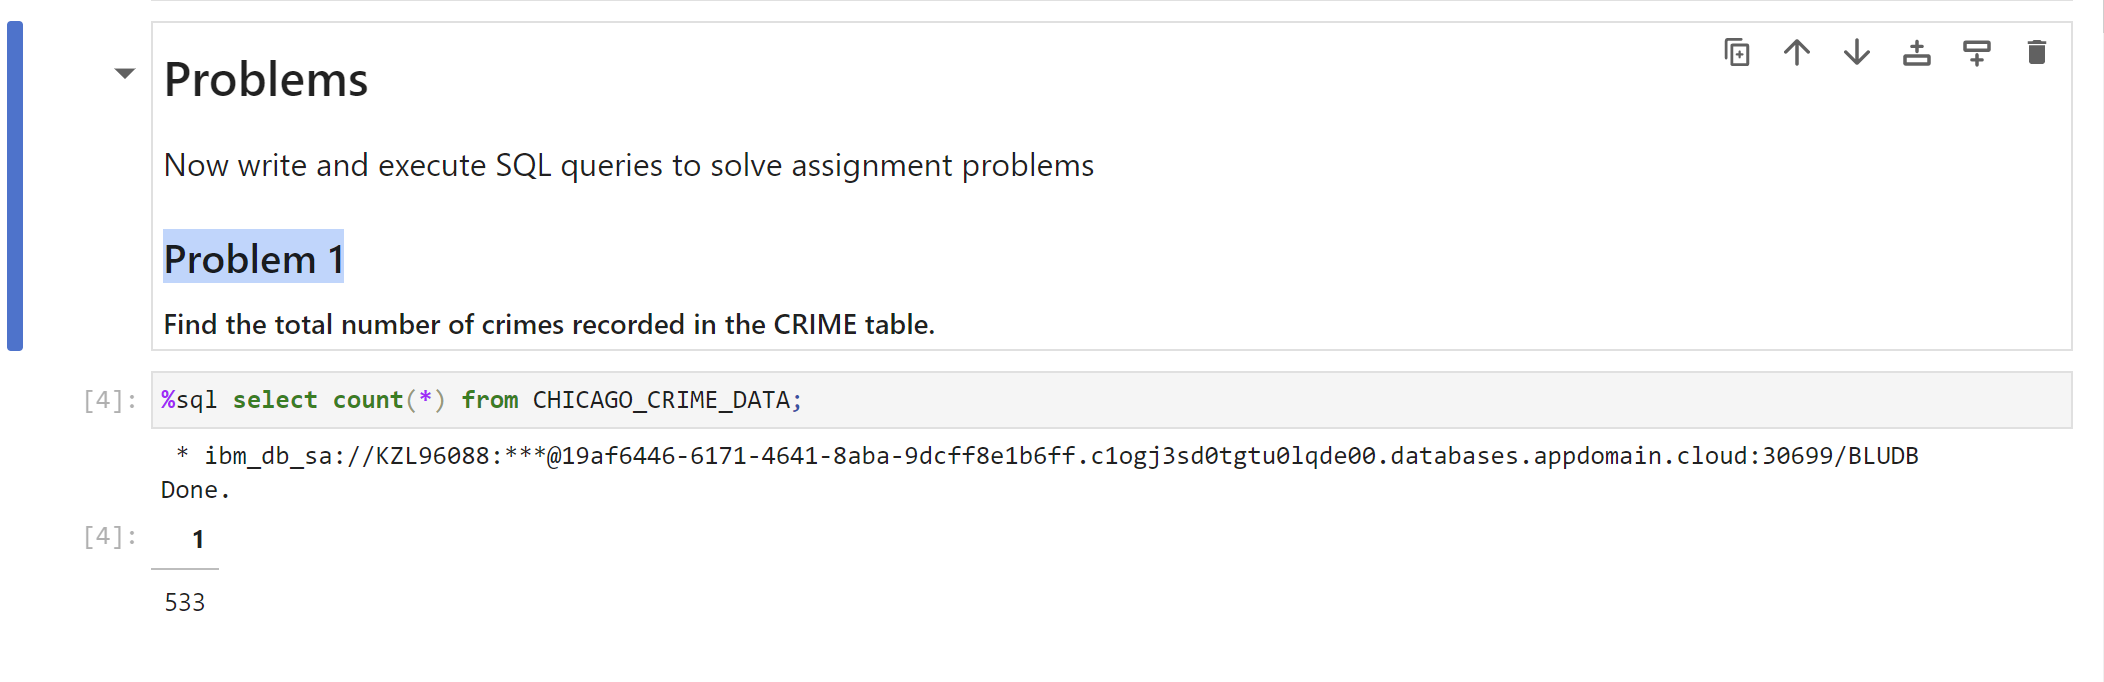 Problems
Now write and execute SQL queries to solve assignment problems
Problem 1
Find the total number of crimes recorded in the CRIME table.
[4]: %sql select count(*) from CHICAGO_CRIME_DATA;
* ibm_db_sa://KZL96088:***@19af6446-6171-4641-8aba-9dcff8e1b6ff.c1ogj3sd0tgtu0lqde00.databases.appdomain.cloud:30699/BLUDB
Done.
[4]: 1
533